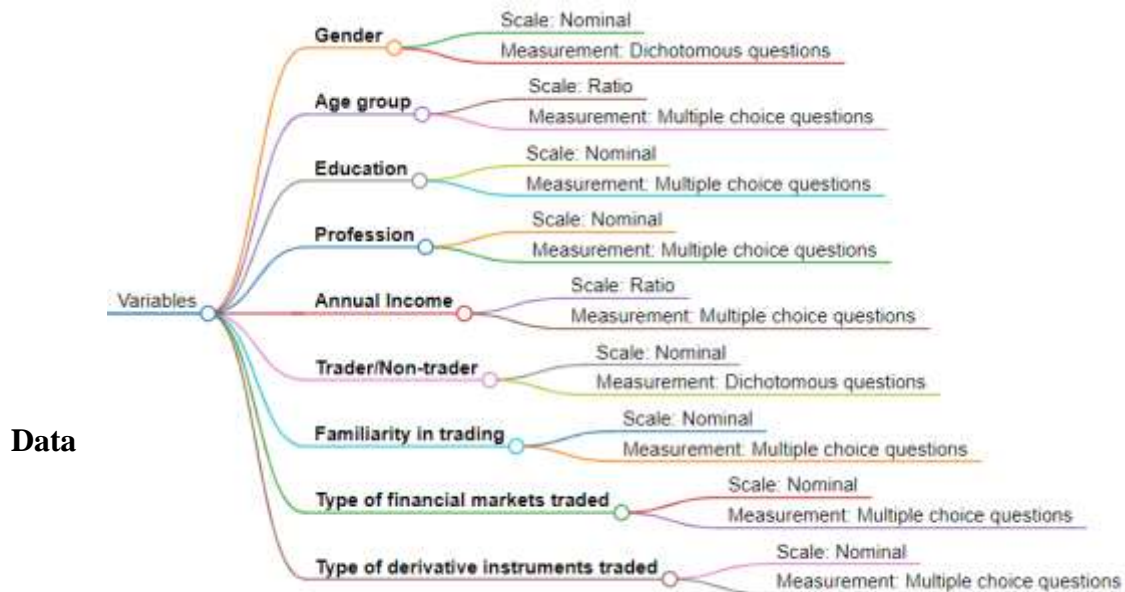 Gender
Scale: Nominal
Measurement: Dichotomous questions
Age group
Scale: Ratio
Measurement: Multiple choice questions
Education
Scale: Nominal
Measurement: Multiple choice questions
Profession
Scale: Nominal
Measurement: Multiple choice questions
Variables
Annual Income
Scale: Ratio
Measurement: Multiple choice questions
Trader/Non-trader
Scale: Nominal
Measurement: Dichotomous questions
Data
Familiarity in trading
Scale: Nominal
Measurement: Multiple choice questions
Type of financial markets traded
Scale: Nominal
Measurement: Multiple choice questions
Type of derivative instruments traded
Scale: Nominal
Measurement: Multiple choice questions